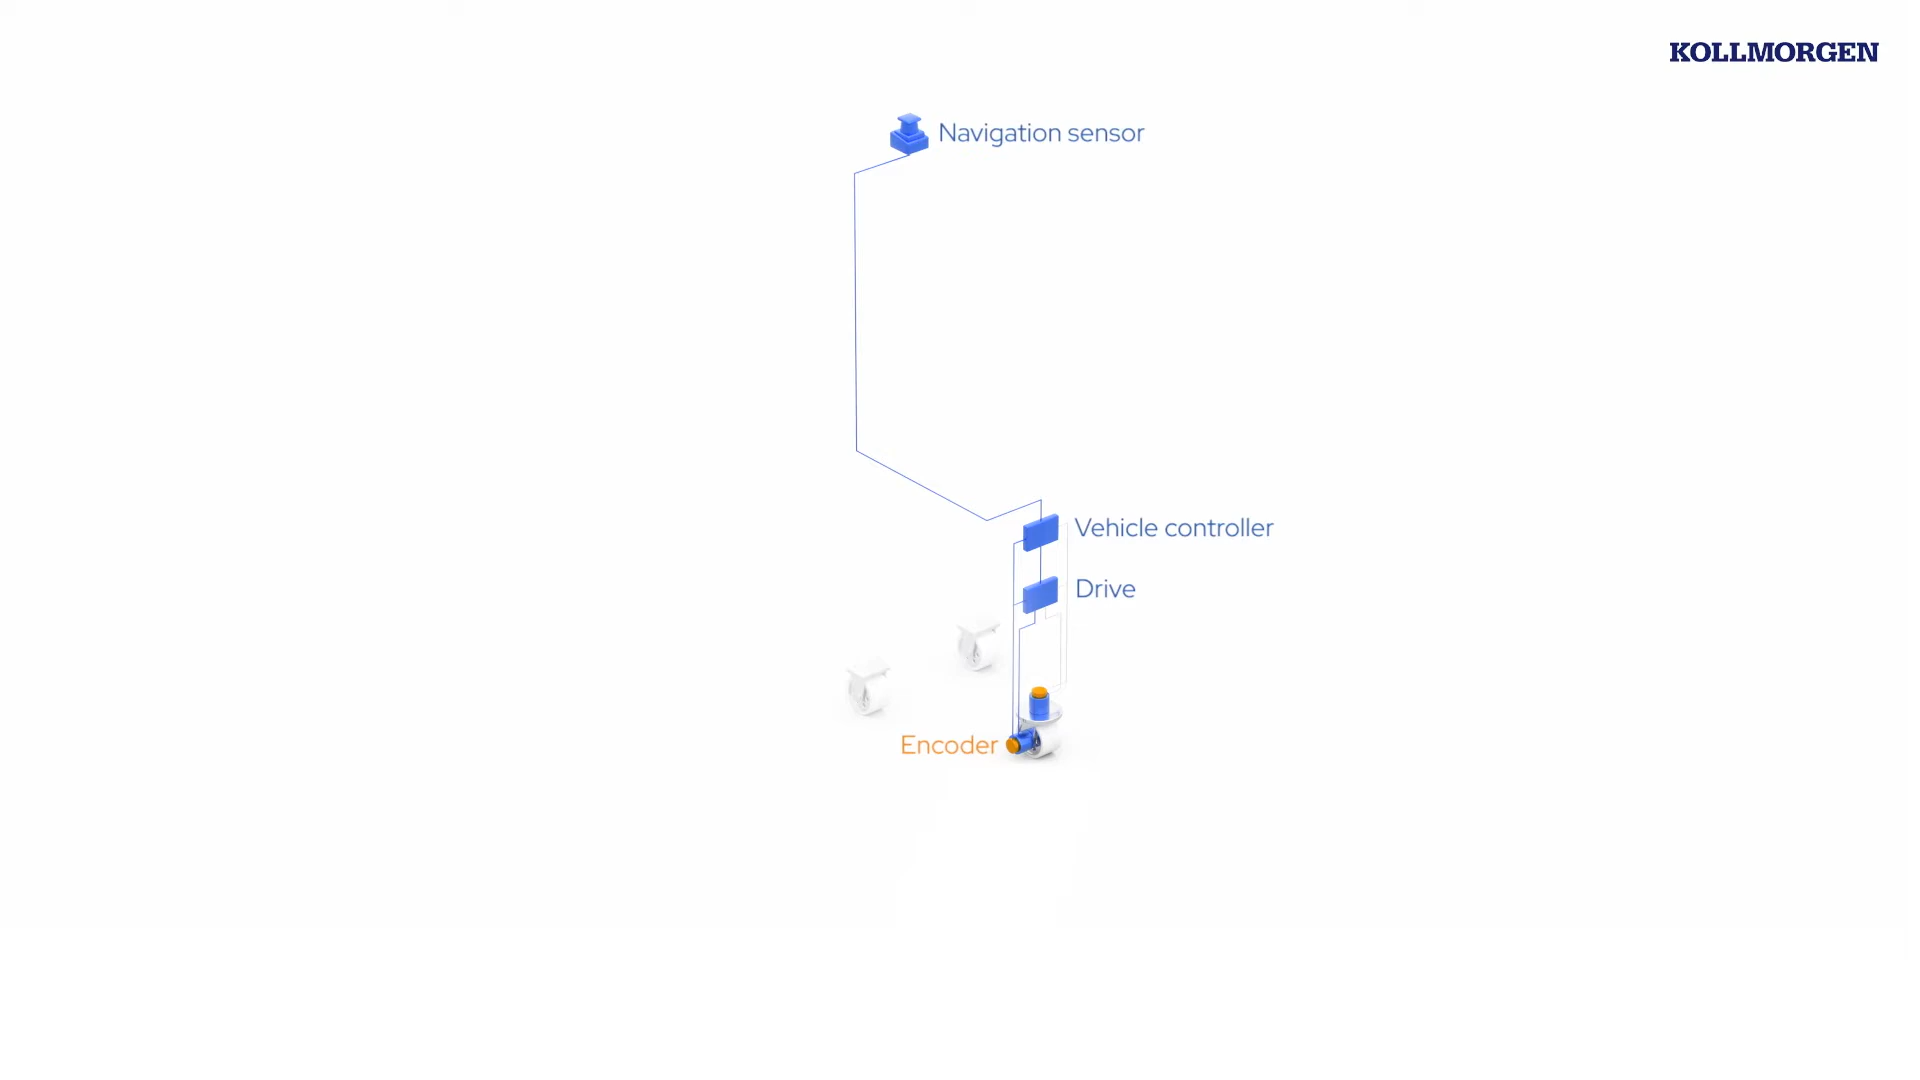 KOLLMORGEN
Navigation sensor
Vehicle controller
Drive
Encoder